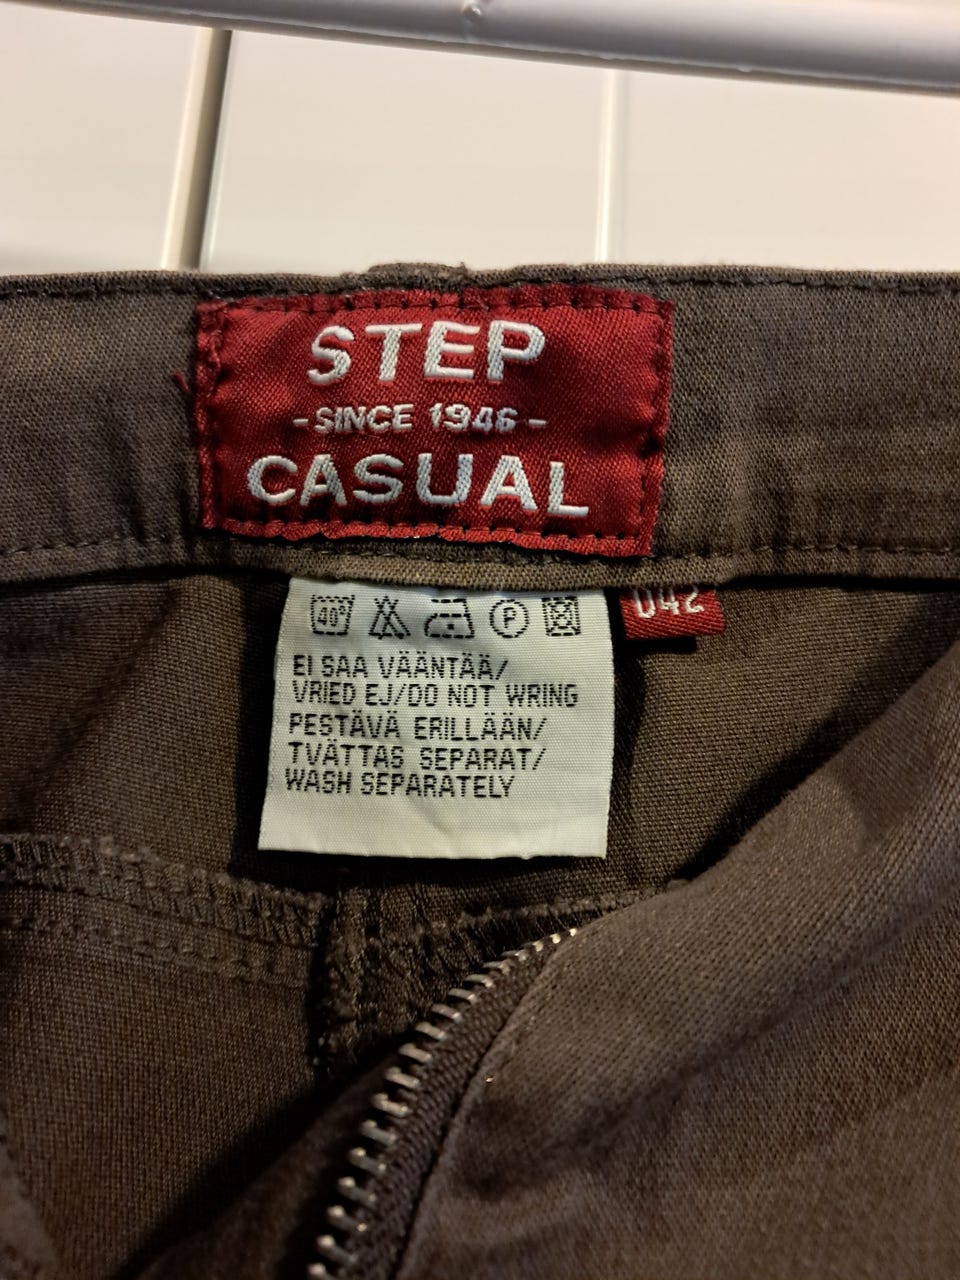 STEP
-SINCE 1946-
CASUAL
40° P
042
EI SAA VÄÄNTÄÄ/
VRIED EJ/DO NOT WRING
PESTÄVÄ ERILLÄÄN/
TVÄTTAS SEPARAT/
WASH SEPARATELY